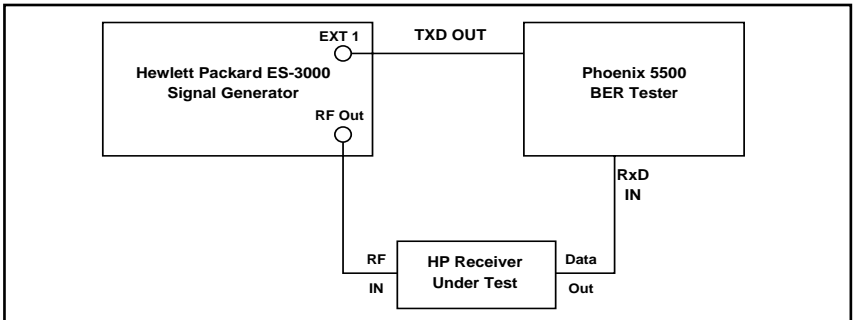 EXT 1
TXD OUT
Hewlett Packard ES-3000
Signal Generator
RF Out
Phoenix 5500
BER Tester
RxD
IN
RF
IN
HP Receiver
Under Test
Data
Out